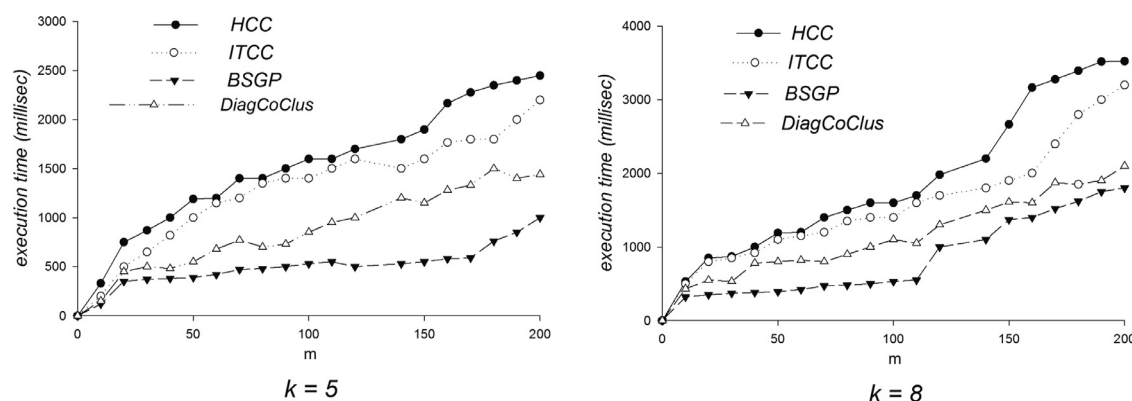 3000
2500
2000
1500
1000
500
0
execution time (millisec)
HCC
ITCC
BSGP
DiagCoClus
0 50 100 150 200
m
k = 5
4000
3000
2000
1000
0
execution time (millisec)
HCC
ITCC
BSGP
DiagCoClus
0 50 100 150 200
m
k = 8